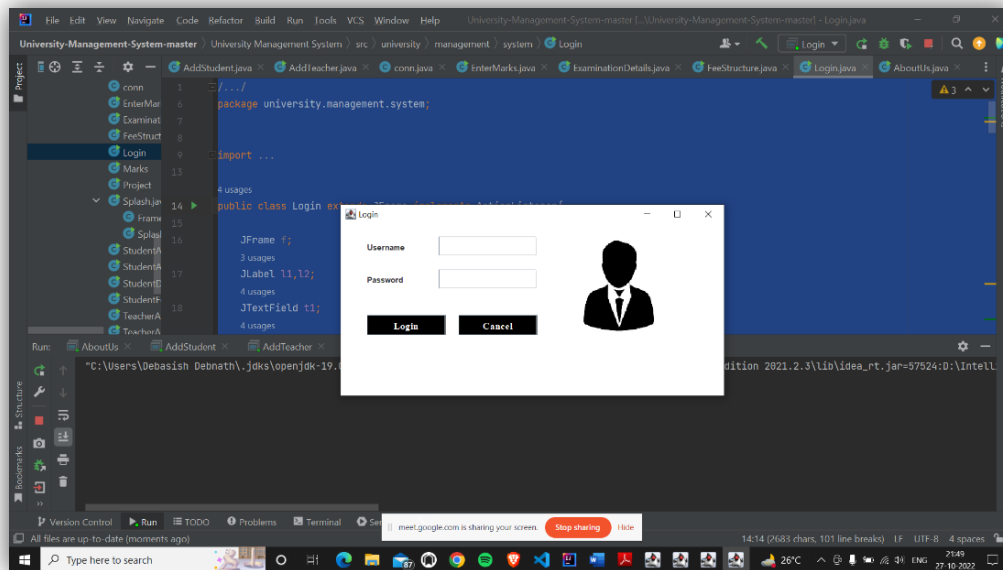 File Edit View Navigate Code Refactor Build Run Tools VCS Window Help University-Management-System-master [...\University-Management-System-master] - Login.java
University-Management-System-master University Management System src university management system Login
Login
Project
AddStudent.java AddTeacher.java conn.java EnterMarks.java ExaminationDetails.java FeeStructure.java Login.java AboutUs.java
conn
EnterMar
Examinat
FeeStruct
Login
Marks
Project
Splash.jav
Frame
Splas
StudentA
StudentA
StudentD
StudentF
TeacherA
TeacherA
1 /.../
6 package university.management.system;
7
8
9 import ...
13
4 usages
14 public class Login
15
16 JFrame f;
3 usages
17 JLabel l1,l2;
4 usages
18 JTextField t1;
4 usages
3
Login
Username
Password
Login Cancel
Run: AboutUs AddStudent AddTeacher
"C:\Users\Debasish Debnath\.jdks\openjdk-19. dition 2021.2.3\lib\idea_rt.jar=57524:D:\Intell
Structure
Bookmarks
Version Control Run TODO Problems Terminal Se
meet.google.com is sharing your screen. Stop sharing Hide
All files are up-to-date (moments ago) 14:14 (2683 chars, 101 line breaks) LF UTF-8 4 spaces
Type here to search 87 26°C ENG 21:49
27-10-2022